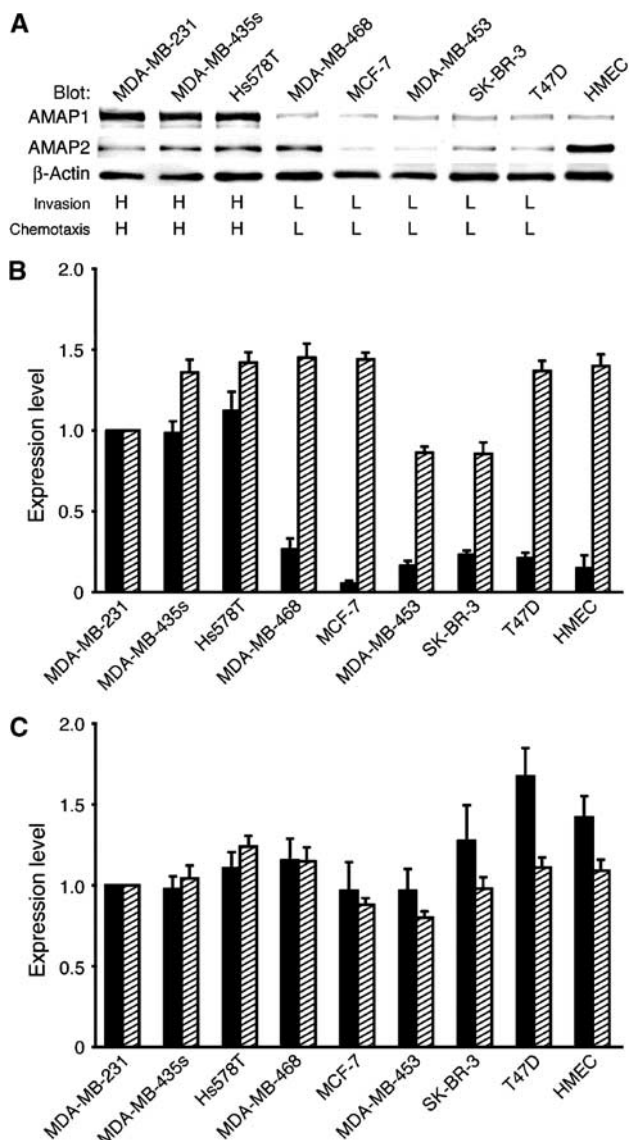 A
MDA-MB-231 MDA-MB-435s Hs578T MDA-MB-468 MCF-7 MDA-MB-453 SK-BR-3 T47D HMEC
Blot:
AMAP1
AMAP2
β-Actin
Invasion H H H L L L L L
Chemotaxis H H H L L L L L
B
2.0
1.5
1.0
0.5
0
Expression level
MDA-MB-231 MDA-MB-435s Hs578T MDA-MB-468 MCF-7 MDA-MB-453 SK-BR-3 T47D HMEC
C
2.0
1.5
1.0
0.5
0
Expression level
MDA-MB-231 MDA-MB-435s Hs578T MDA-MB-468 MCF-7 MDA-MB-453 SK-BR-3 T47D HMEC